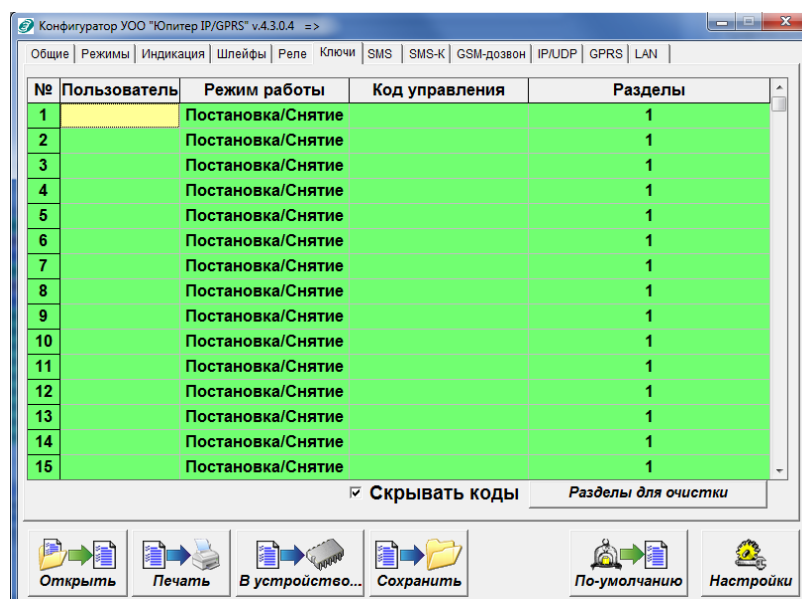 Конфигуратор УОО "Юпитер IP/GPRS" v.4.3.0.4 =>
Общие Режимы Индикация Шлейфы Реле Ключи SMS SMS-K GSM-дозвон IP/UDP GPRS LAN
№ Пользователь Режим работы Код управления Разделы
1 Постановка/Снятие 1
2 Постановка/Снятие 1
3 Постановка/Снятие 1
4 Постановка/Снятие 1
5 Постановка/Снятие 1
6 Постановка/Снятие 1
7 Постановка/Снятие 1
8 Постановка/Снятие 1
9 Постановка/Снятие 1
10 Постановка/Снятие 1
11 Постановка/Снятие 1
12 Постановка/Снятие 1
13 Постановка/Снятие 1
14 Постановка/Снятие 1
15 Постановка/Снятие 1
Скрывать коды Разделы для очистки
Открыть Печать В устройство... Сохранить По-умолчанию Настройки